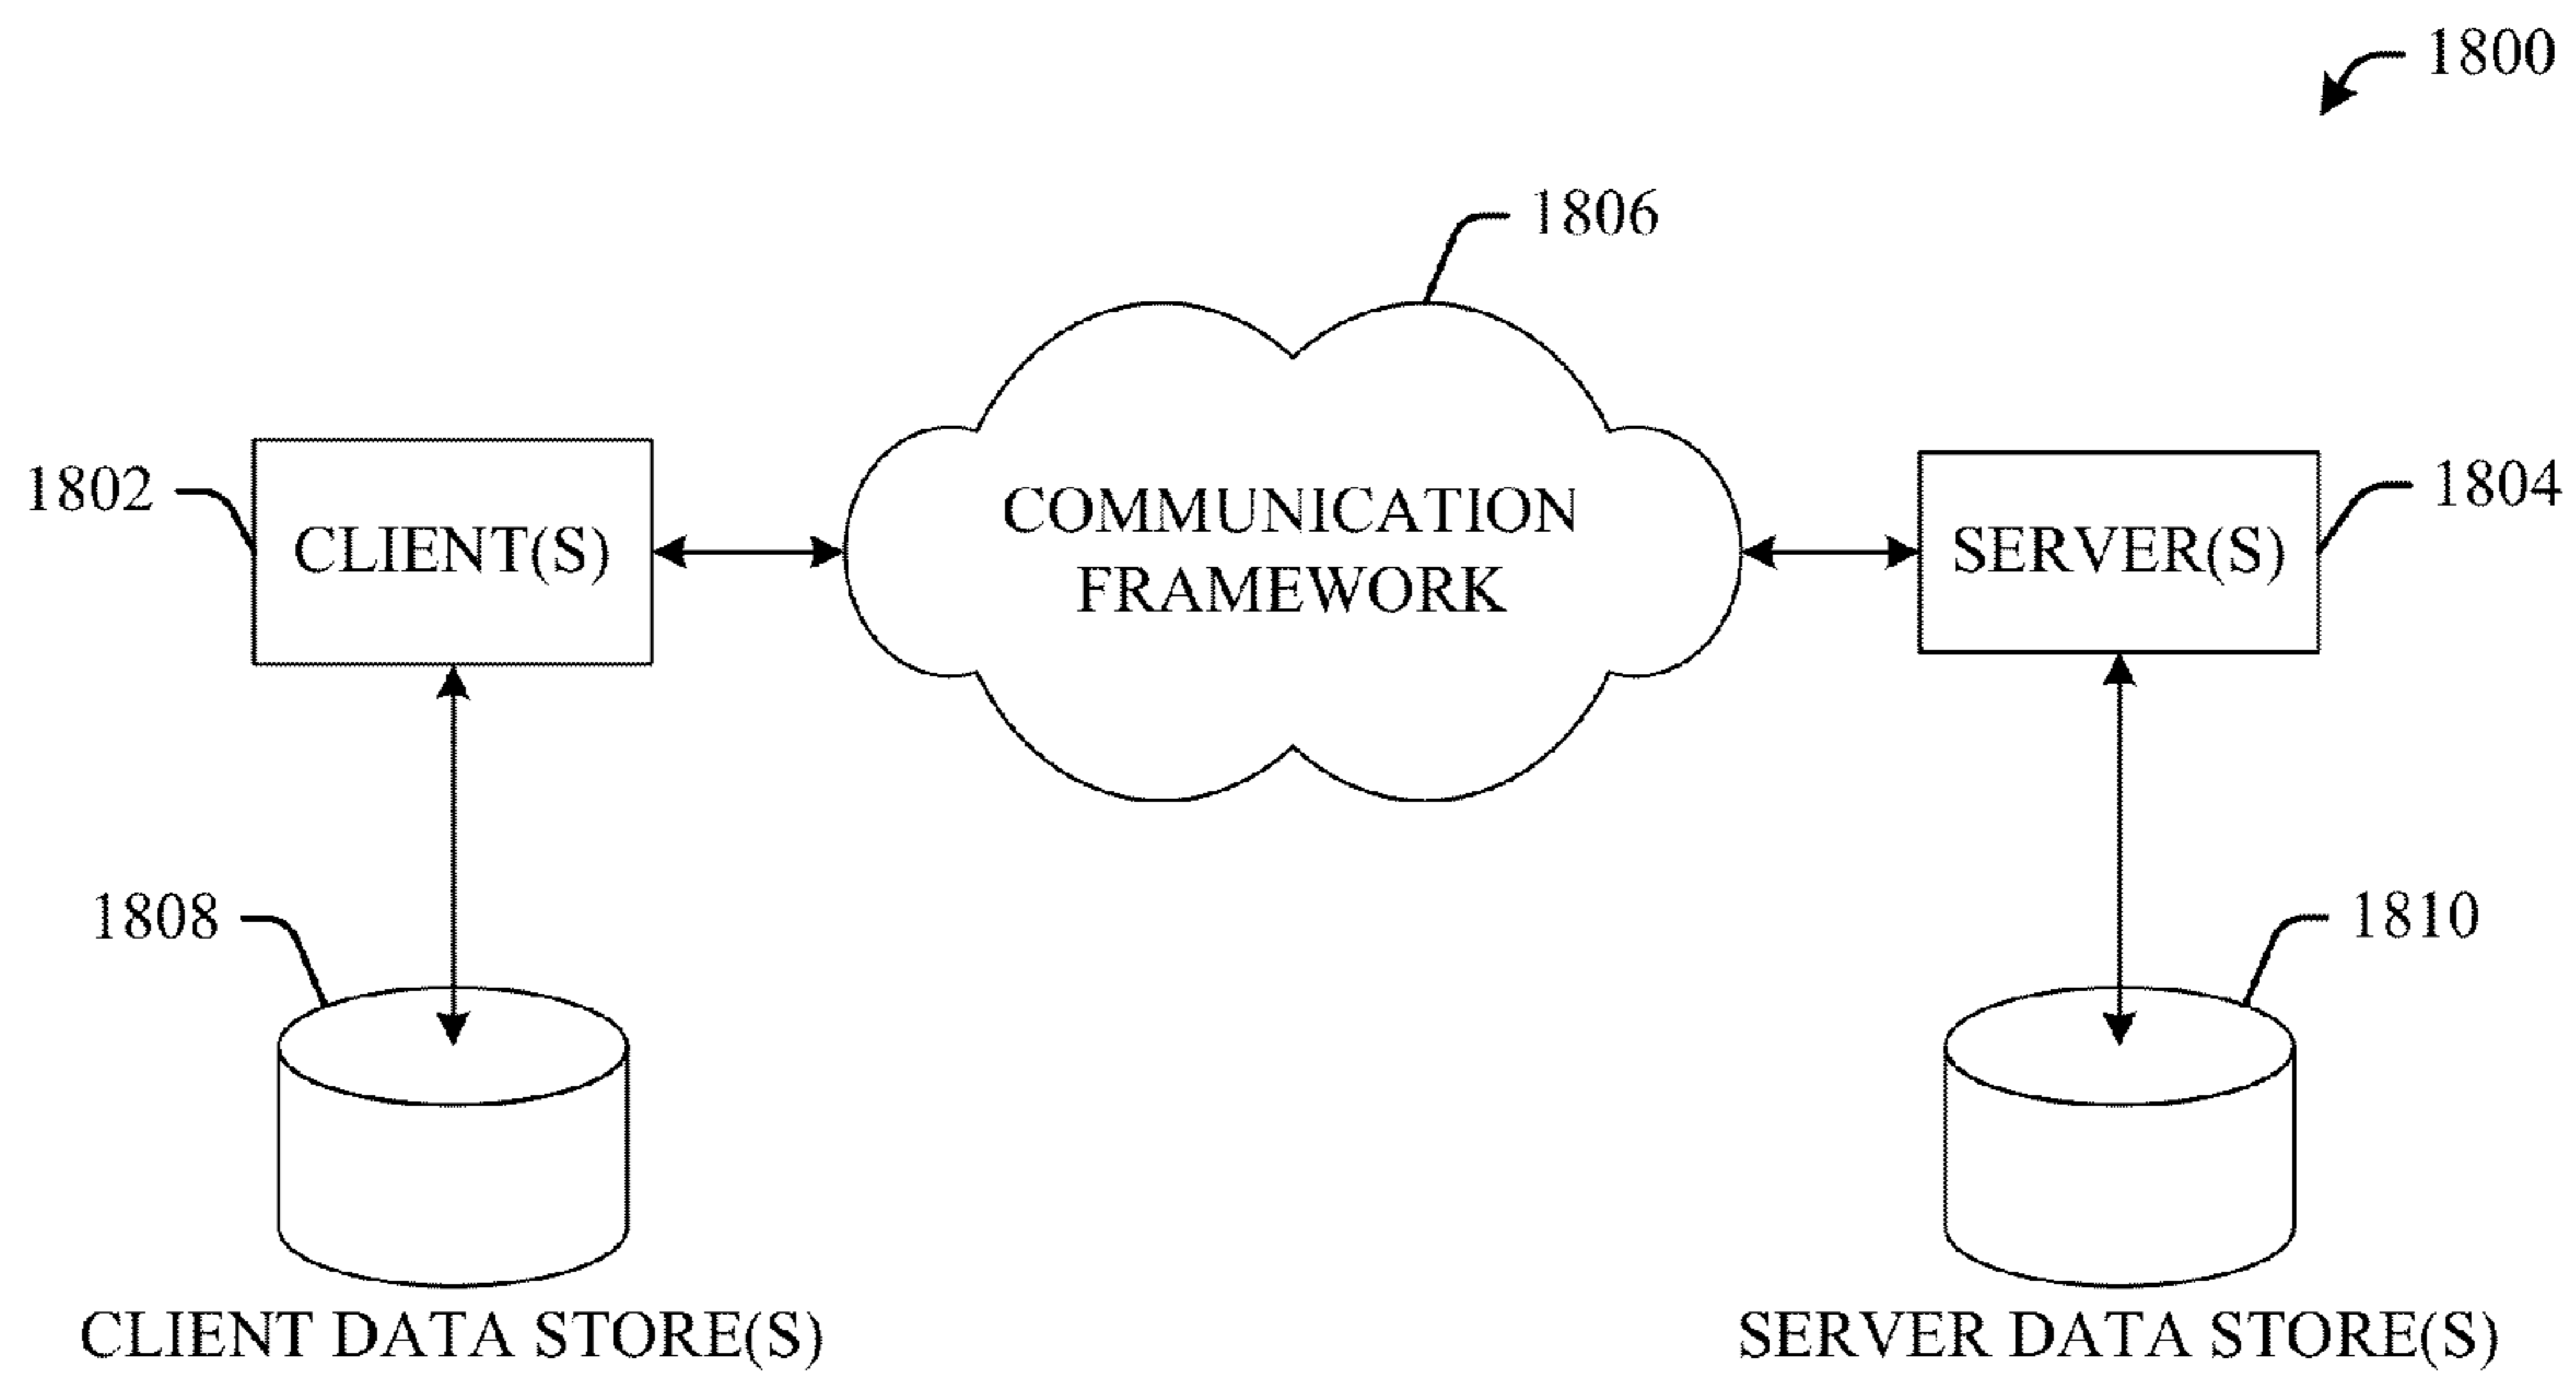 1800
1806
1802
CLIENT(S)
COMMUNICATION
FRAMEWORK
SERVER(S)
1804
1808
1810
CLIENT DATA STORE(S)
SERVER DATA STORE(S)